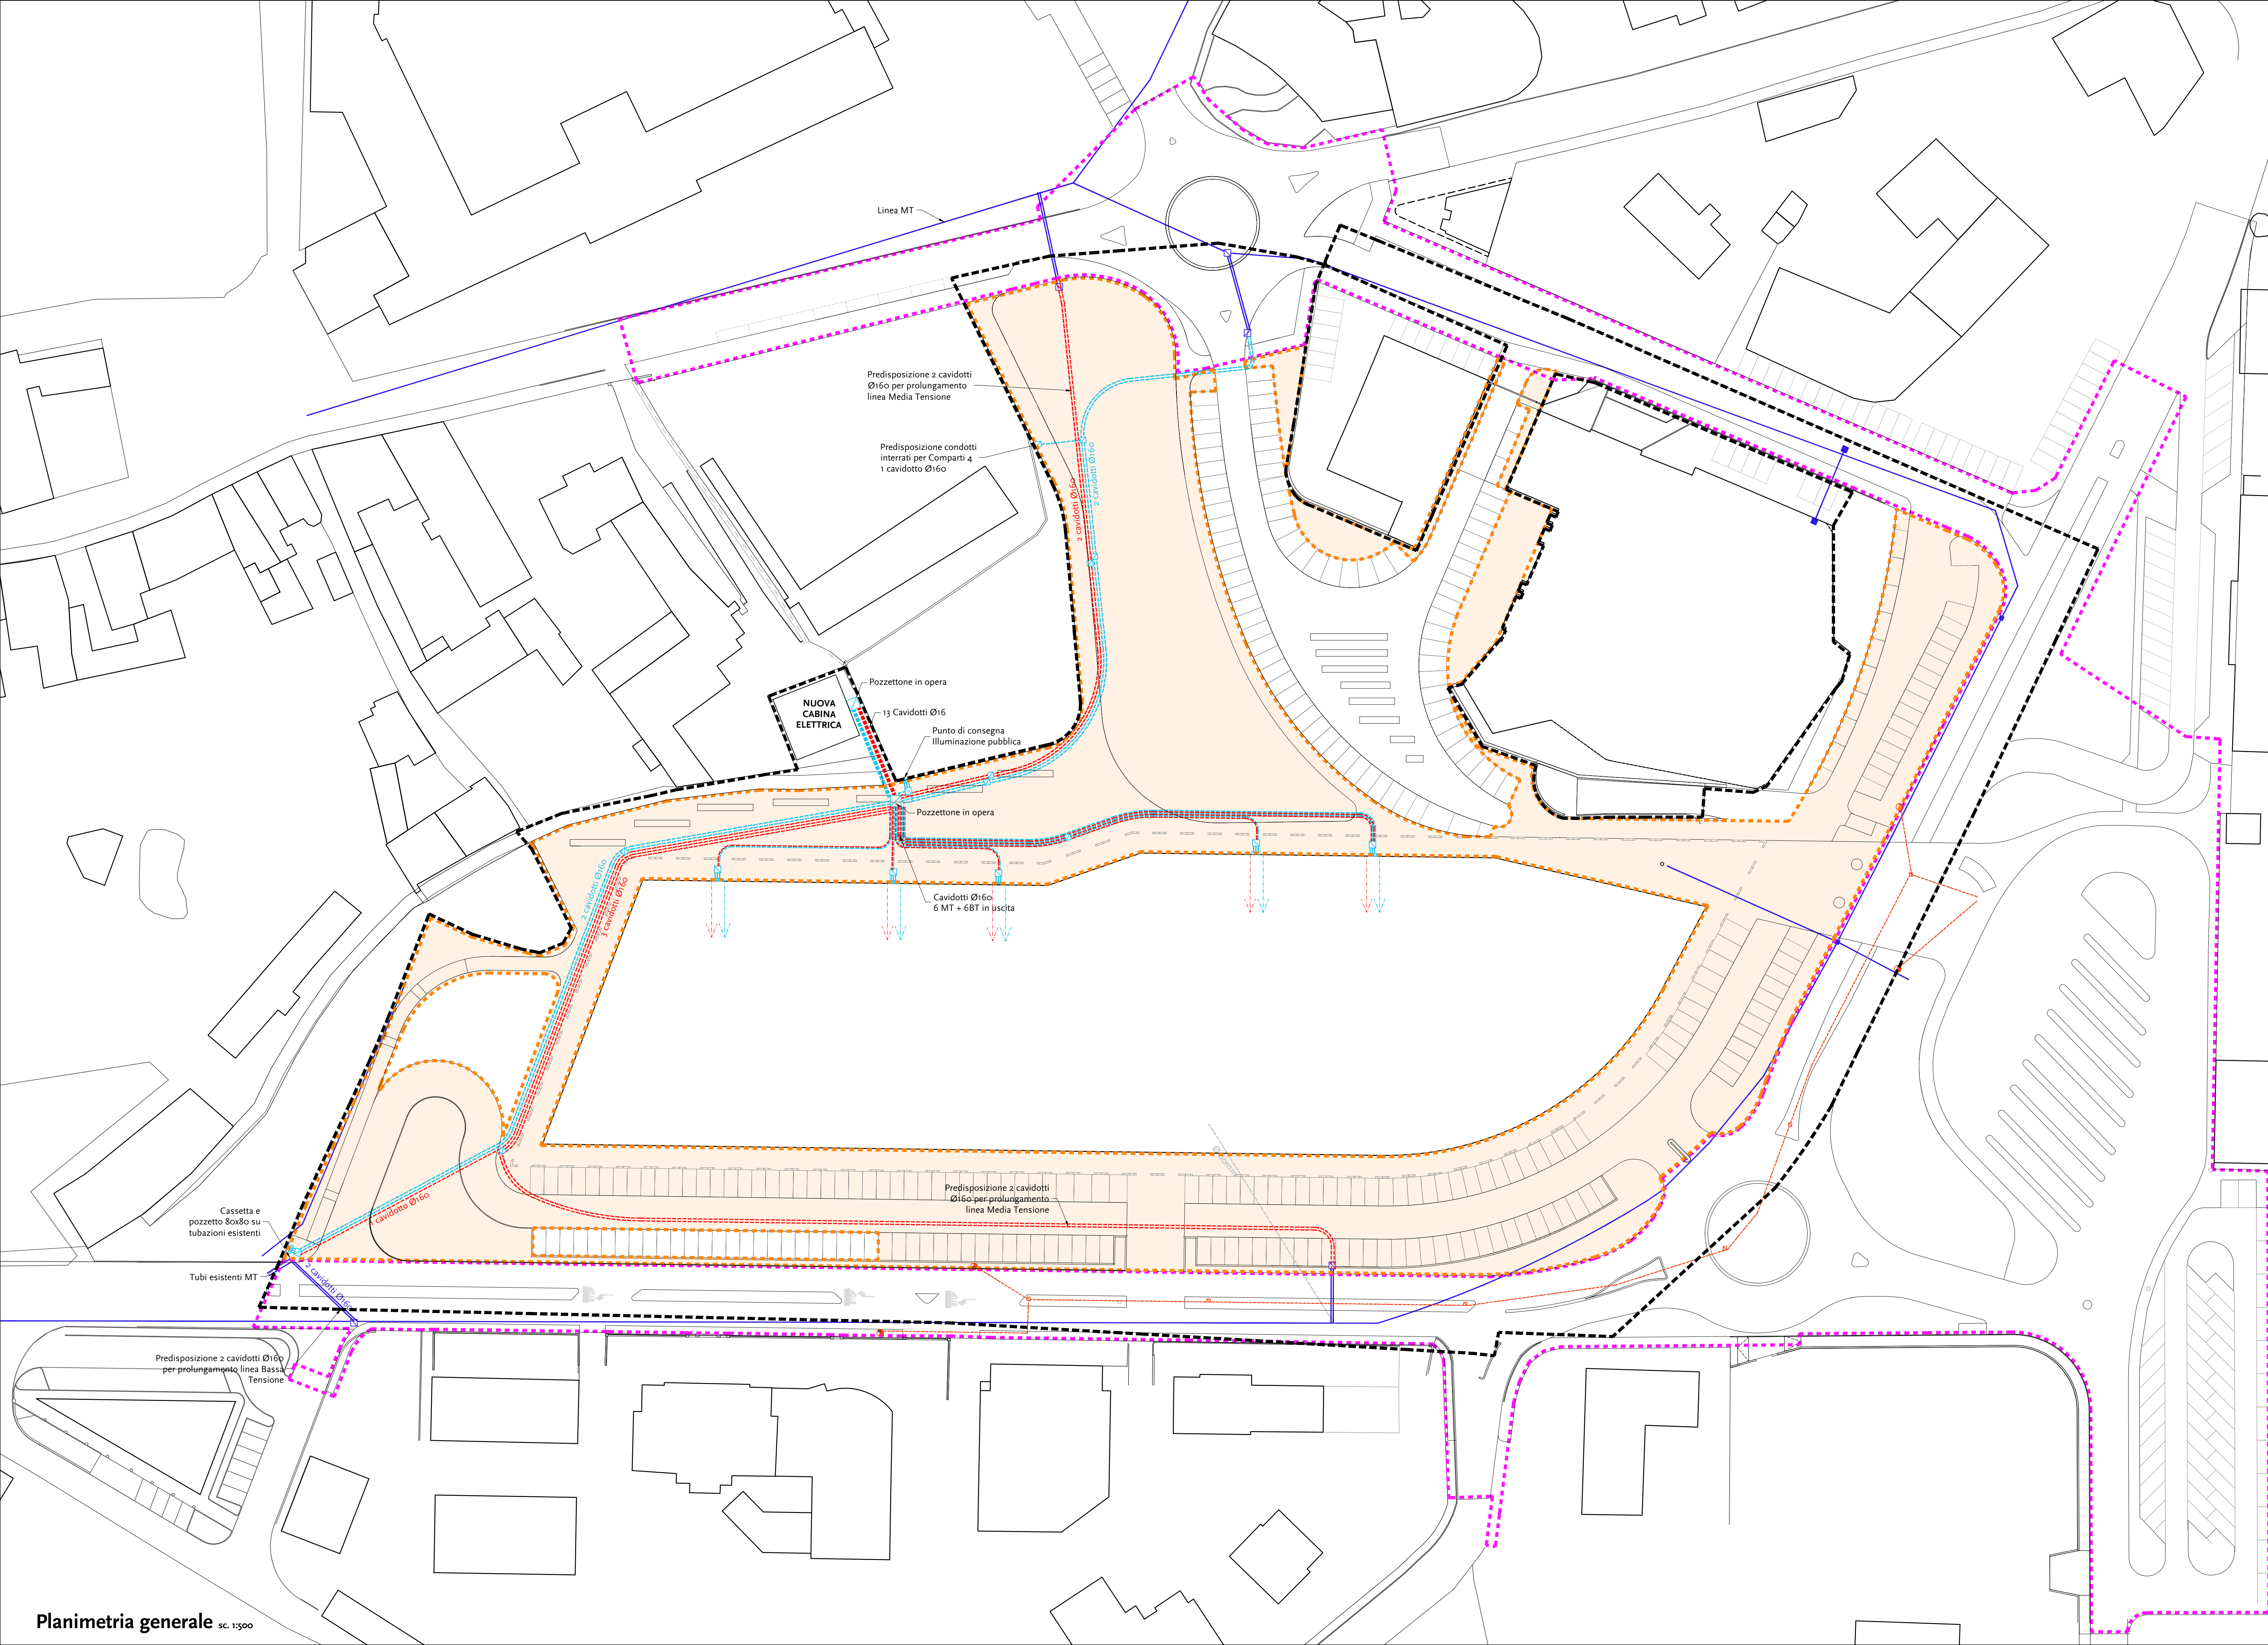 Linea MT
Predisposizione 2 cavidotti
Ø160 per prolungamento
linea Media Tensione
Predisposizione condotti
interrati per Comparti 4
1 cavidotto Ø160
2 cavidotti Ø160
2 cavidotti Ø160
Pozzettone in opera
NUOVA
CABINA
ELETTRICA
13 Cavidotti Ø16
Punto di consegna
Illuminazione pubblica
Pozzettone in opera
2 cavidotti Ø160
3 cavidotti Ø160
Cavidotti Ø160
6 MT + 6BT in uscita
Predisposizione 2 cavidotti
Ø160 per prolungamento
linea Media Tensione
1 cavidotto Ø160
Cassetta e
pozzetto 80x80 su
tubazioni esistenti
Tubi esistenti MT
2 cavidotti Ø160
Predisposizione 2 cavidotti Ø160
per prolungamento linea Bassa
Tensione
Planimetria generale sc. 1:500